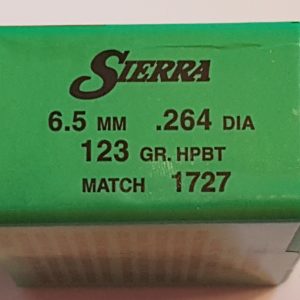 SIERRA
6.5 MM .264 DIA
123 GR. HPBT
MATCH 1727